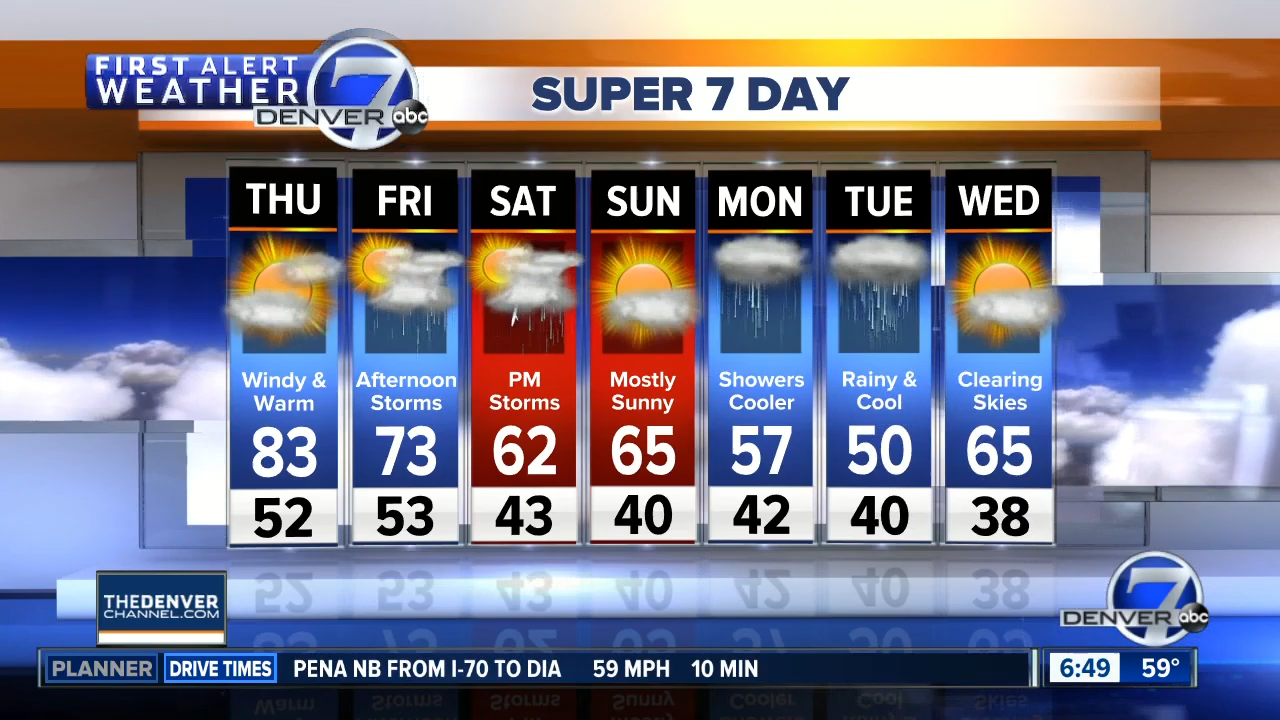 FIRST ALERT
WEATHER
7
DENVER abc
SUPER 7 DAY
THU FRI SAT SUN MON TUE WED
Windy & Warm
Afternoon Storms
PM Storms
Mostly Sunny
Showers Cooler
Rainy & Cool
Clearing Skies
83 73 62 65 57 50 65
52 53 43 40 42 40 38
THEDENVER
CHANNEL.COM
7
DENVER abc
PLANNER DRIVE TIMES PENA NB FROM I-70 TO DIA 59 MPH 10 MIN 6:49 59°